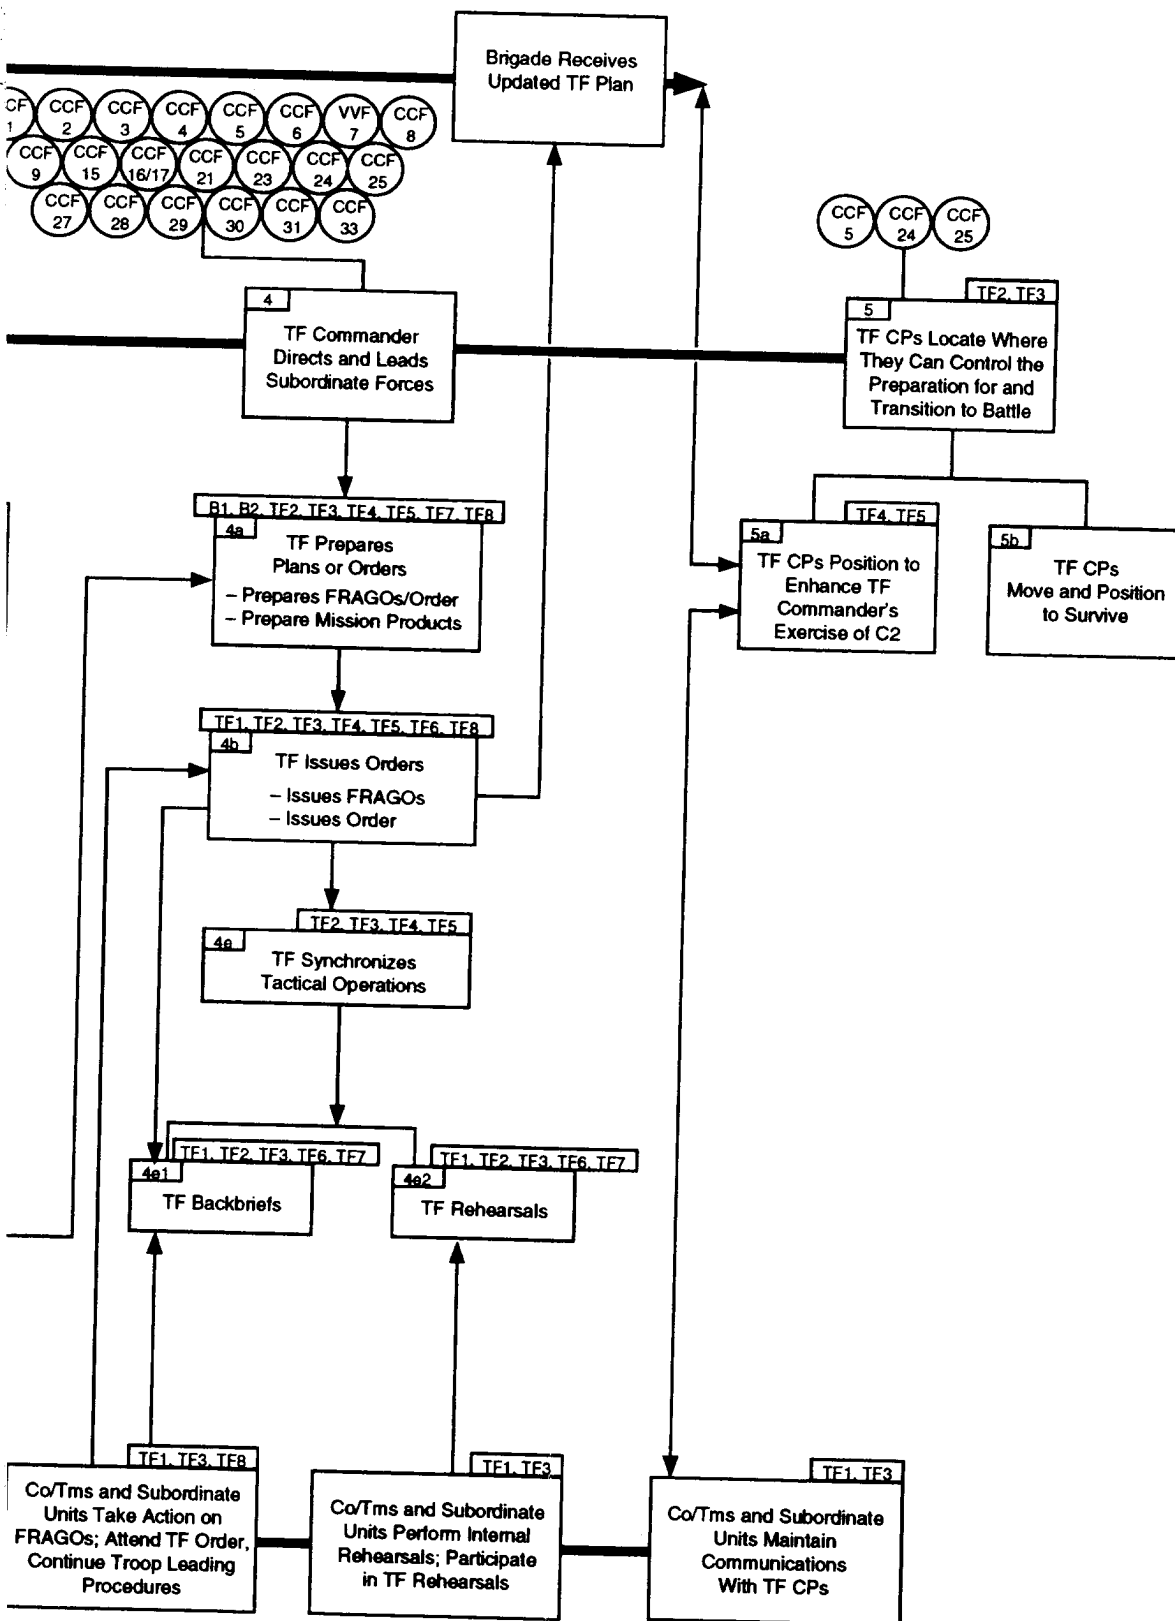 Brigade Receives
Updated TF Plan
CCF 1
CCF 2
CCF 3
CCF 4
CCF 5
CCF 6
VVF 7
CCF 8
CCF 9
CCF 15
CCF 16/17
CCF 21
CCF 23
CCF 24
CCF 25
CCF 27
CCF 28
CCF 29
CCF 30
CCF 31
CCF 33
CCF 5
CCF 24
CCF 25
4
TF Commander
Directs and Leads
Subordinate Forces
TF2, TF3
5
TF CPs Locate Where
They Can Control the
Preparation for and
Transition to Battle
B1, B2, TF2, TF3, TF4, TF5, TF7, TF8
4a
TF Prepares
Plans or Orders
– Prepares FRAGOs/Order
– Prepare Mission Products
TF4, TF5
5a
TF CPs Position to
Enhance TF
Commander's
Exercise of C2
5b
TF CPs
Move and Position
to Survive
TF1, TF2, TF3, TF4, TF5, TF6, TF8
4b
TF Issues Orders
– Issues FRAGOs
– Issues Order
TF2, TF3, TF4, TF5
4e
TF Synchronizes
Tactical Operations
TF1, TF2, TF3, TF6, TF7
4e1
TF Backbriefs
TF1, TF2, TF3, TF6, TF7
4e2
TF Rehearsals
TF1, TF3, TF8
Co/Tms and Subordinate
Units Take Action on
FRAGOs; Attend TF Order,
Continue Troop Leading
Procedures
TF1, TF3
Co/Tms and Subordinate
Units Perform Internal
Rehearsals; Participate
in TF Rehearsals
TF1, TF3
Co/Tms and Subordinate
Units Maintain
Communications
With TF CPs